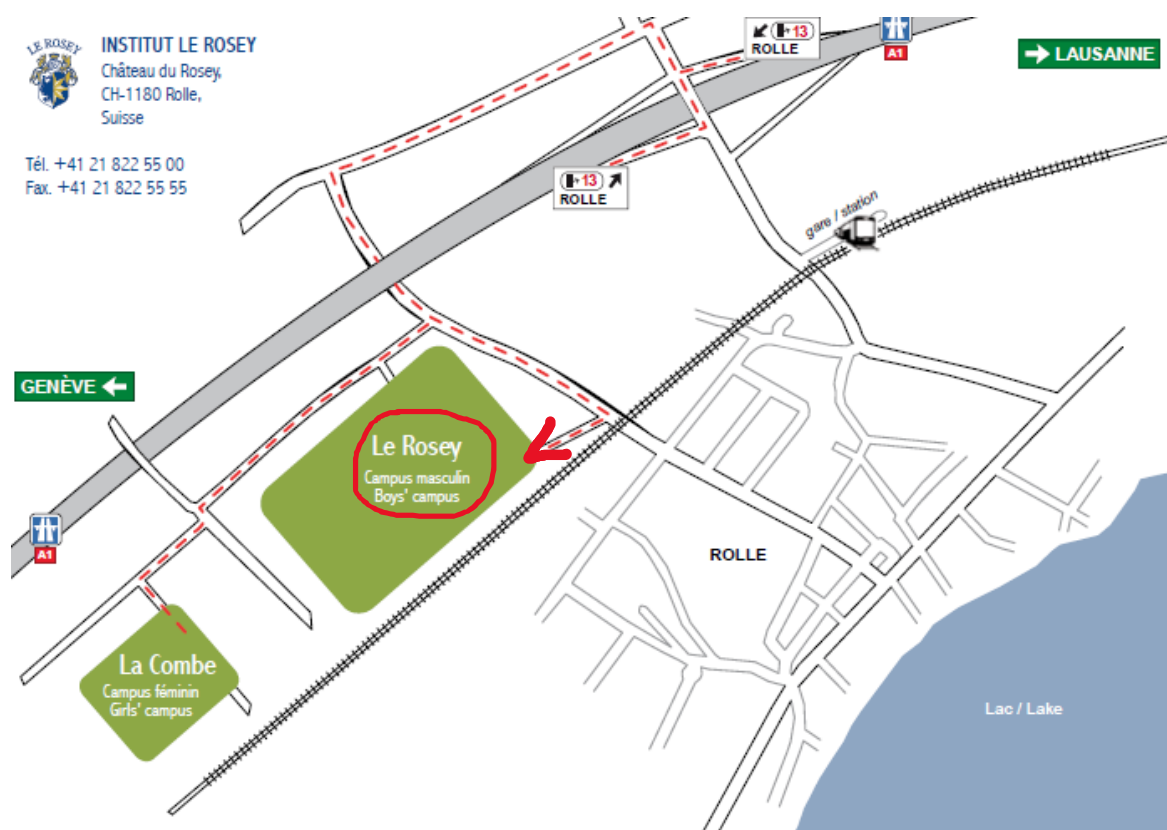 LE ROSEY
INSTITUT LE ROSEY
Château du Rosey,
CH-1180 Rolle,
Suisse
Tél. +41 21 822 55 00
Fax. +41 21 822 55 55
13
ROLLE
A1
LAUSANNE
13
ROLLE
gare / station
GENÈVE
Le Rosey
Campus masculin
Boys' campus
A1
ROLLE
La Combe
Campus féminin
Girls' campus
Lac / Lake